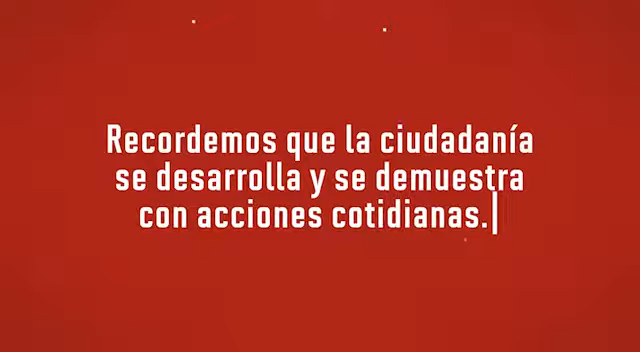 Recordemos que la ciudadanía
se desarrolla y se demuestra
con acciones cotidianas.